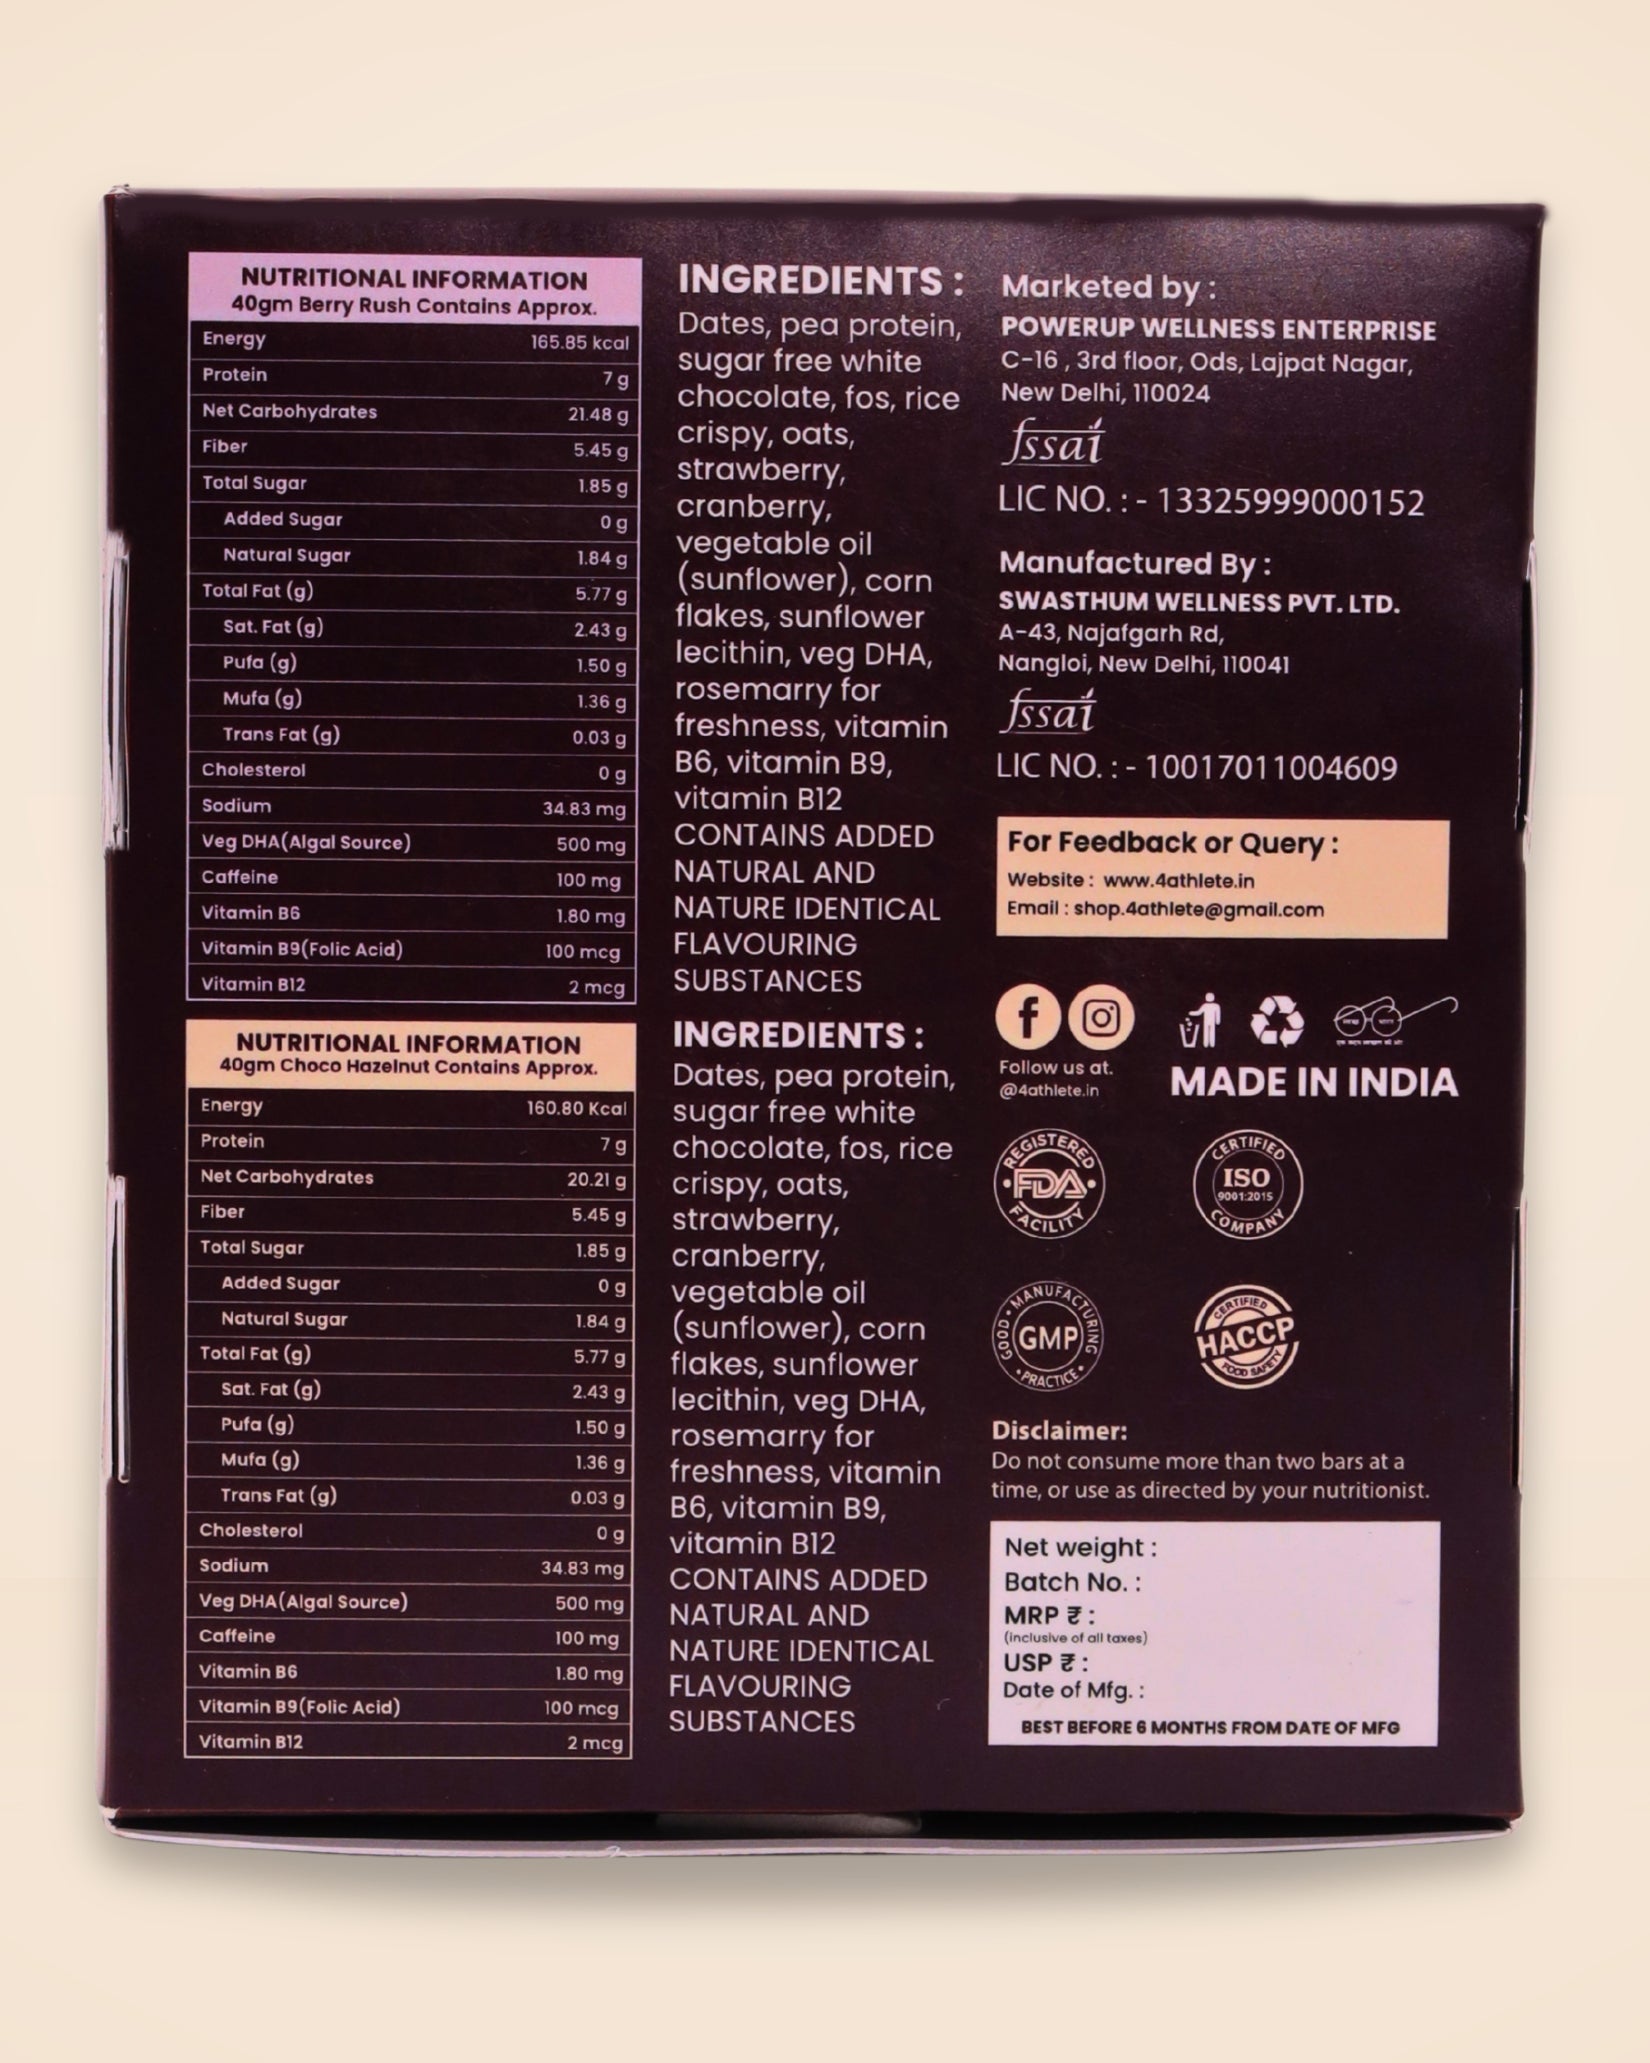 NUTRITIONAL INFORMATION
40gm Berry Rush Contains Approx.
Energy 165.85 kcal
Protein 7 g
Net Carbohydrates 21.48 g
Fiber 5.45 g
Total Sugar 1.85 g
Added Sugar 0 g
Natural Sugar 1.84 g
Total Fat (g) 5.77 g
Sat. Fat (g) 2.43 g
Pufa (g) 1.50 g
Mufa (g) 1.36 g
Trans Fat (g) 0.03 g
Cholesterol 0 g
Sodium 34.83 mg
Veg DHA(Algal Source) 500 mg
Caffeine 100 mg
Vitamin B6 1.80 mg
Vitamin B9(Folic Acid) 100 mcg
Vitamin B12 2 mcg
NUTRITIONAL INFORMATION
40gm Choco Hazelnut Contains Approx.
Energy 160.80 Kcal
Protein 7 g
Net Carbohydrates 20.21 g
Fiber 5.45 g
Total Sugar 1.85 g
Added Sugar 0 g
Natural Sugar 1.84 g
Total Fat (g) 5.77 g
Sat. Fat (g) 2.43 g
Pufa (g) 1.50 g
Mufa (g) 1.36 g
Trans Fat (g) 0.03 g
Cholesterol 0 g
Sodium 34.83 mg
Veg DHA(Algal Source) 500 mg
Caffeine 100 mg
Vitamin B6 1.80 mg
Vitamin B9(Folic Acid) 100 mcg
Vitamin B12 2 mcg
INGREDIENTS :
Dates, pea protein,
sugar free white
chocolate, fos, rice
crispy, oats,
strawberry,
cranberry,
vegetable oil
(sunflower), corn
flakes, sunflower
lecithin, veg DHA,
rosemarry for
freshness, vitamin
B6, vitamin B9,
vitamin B12
CONTAINS ADDED
NATURAL AND
NATURE IDENTICAL
FLAVOURING
SUBSTANCES
INGREDIENTS :
Dates, pea protein,
sugar free white
chocolate, fos, rice
crispy, oats,
strawberry,
cranberry,
vegetable oil
(sunflower), corn
flakes, sunflower
lecithin, veg DHA,
rosemarry for
freshness, vitamin
B6, vitamin B9,
vitamin B12
CONTAINS ADDED
NATURAL AND
NATURE IDENTICAL
FLAVOURING
SUBSTANCES
Marketed by :
POWERUP WELLNESS ENTERPRISE
C-16 , 3rd floor, Ods, Lajpat Nagar,
New Delhi, 110024
fssai
LIC NO. : - 13325999000152
Manufactured By :
SWASTHUM WELLNESS PVT. LTD.
A-43, Najafgarh Rd,
Nangloi, New Delhi, 110041
fssai
LIC NO. : - 10017011004609
For Feedback or Query :
Website : www.4athlete.in
Email : shop.4athlete@gmail.com
Follow us at.
@4athlete.in
MADE IN INDIA
REGISTERED
FDA
FACILITY
CERTIFIED
ISO
9001:2015
COMPANY
GOOD • MANUFACTURING
GMP
• PRACTICE •
CERTIFIED
HACCP
FOOD SAFETY
Disclaimer:
Do not consume more than two bars at a
time, or use as directed by your nutritionist.
Net weight :
Batch No. :
MRP ₹ :
(inclusive of all taxes)
USP ₹ :
Date of Mfg. :
BEST BEFORE 6 MONTHS FROM DATE OF MFG